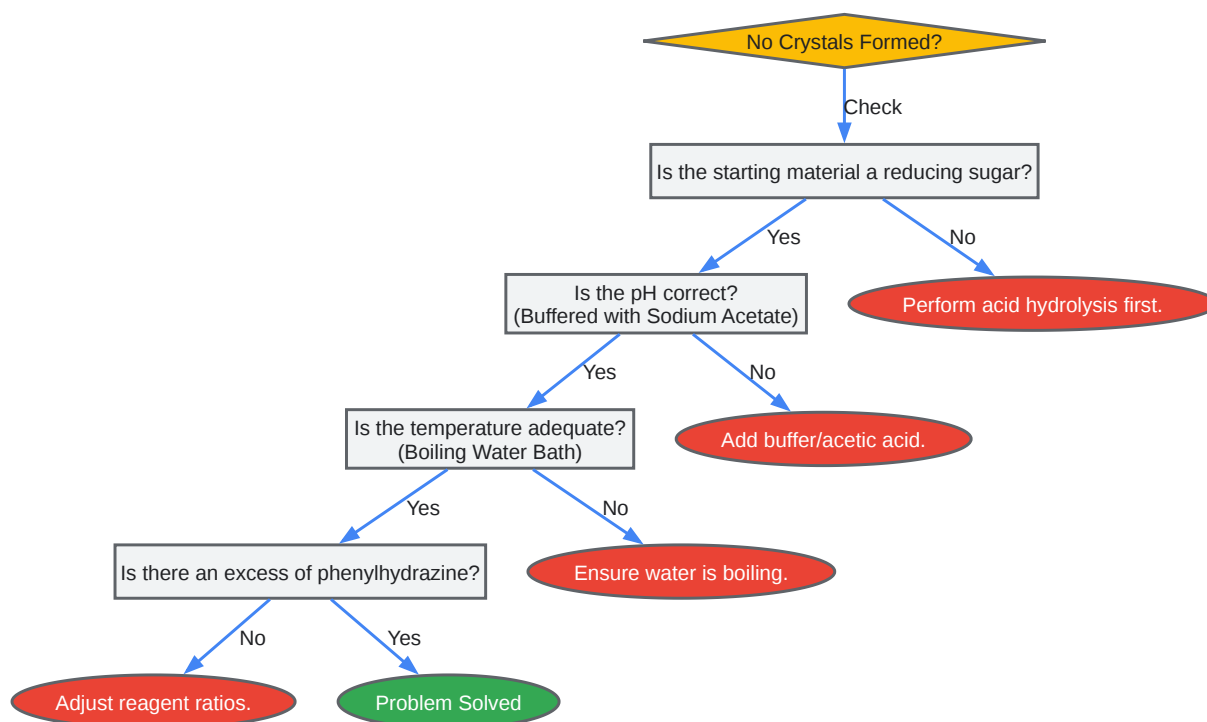 No Crystals Formed?
Check
Is the starting material a reducing sugar?
Yes
No
Is the pH correct?
(Buffered with Sodium Acetate)
Perform acid hydrolysis first.
Yes
No
Is the temperature adequate?
(Boiling Water Bath)
Add buffer/acetic acid.
Yes
No
Is there an excess of phenylhydrazine?
Ensure water is boiling.
No
Yes
Adjust reagent ratios.
Problem Solved